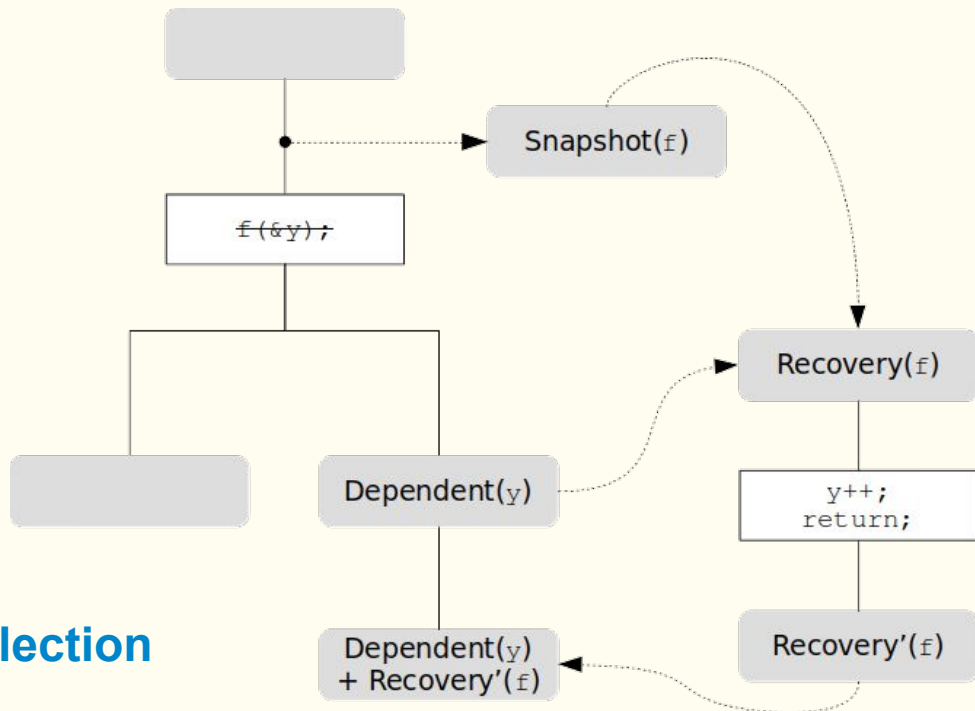 Snapshot(f)
f(&y);
Recovery(f)
Dependent(y)
y++;
return;
lection
Dependent(y)
+ Recovery’(f)
Recovery’(f)